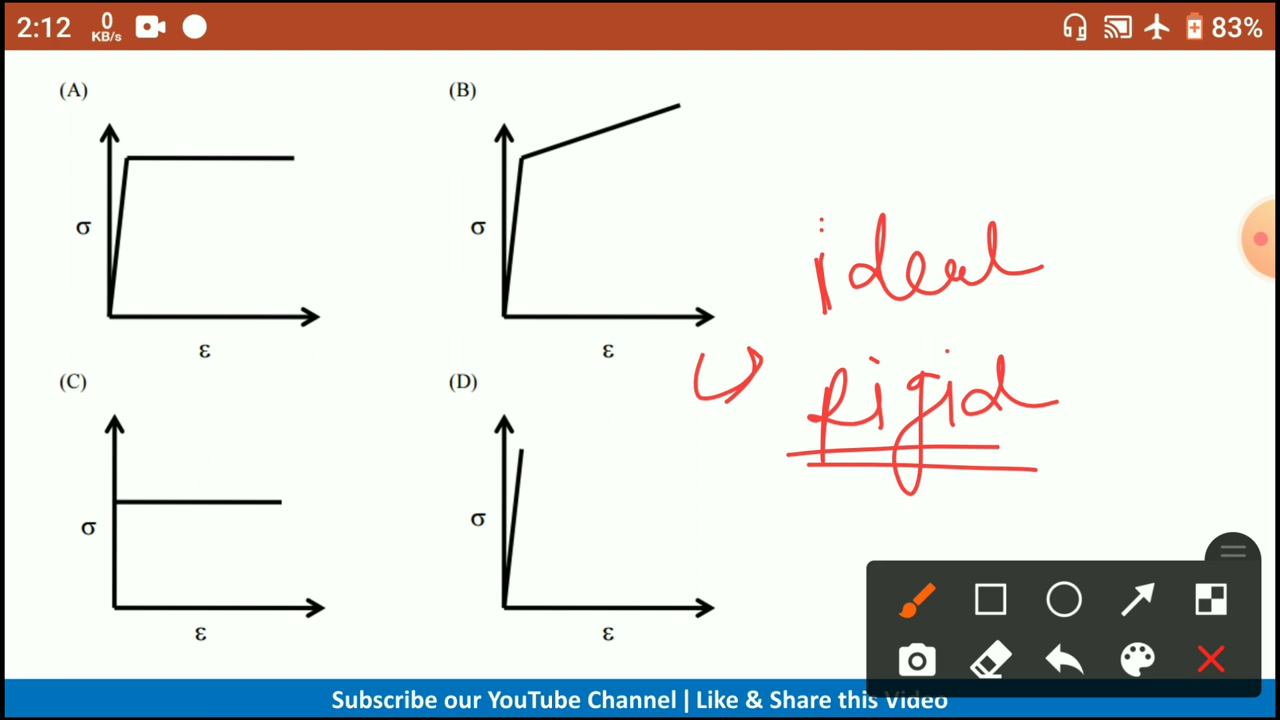 2:12 0 KB/s 83%
(A) (B)
σ σ
ε ε
ideal
rigid
(C) (D)
σ σ
ε ε
Subscribe our YouTube Channel | Like & Share this Video